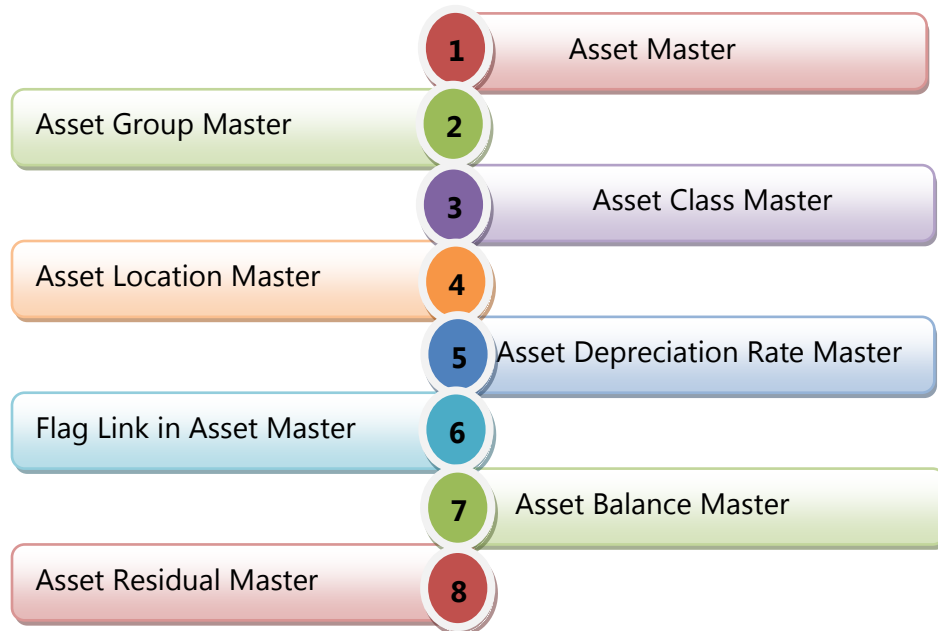 1 Asset Master
Asset Group Master 2
3 Asset Class Master
Asset Location Master 4
5 Asset Depreciation Rate Master
Flag Link in Asset Master 6
7 Asset Balance Master
Asset Residual Master 8